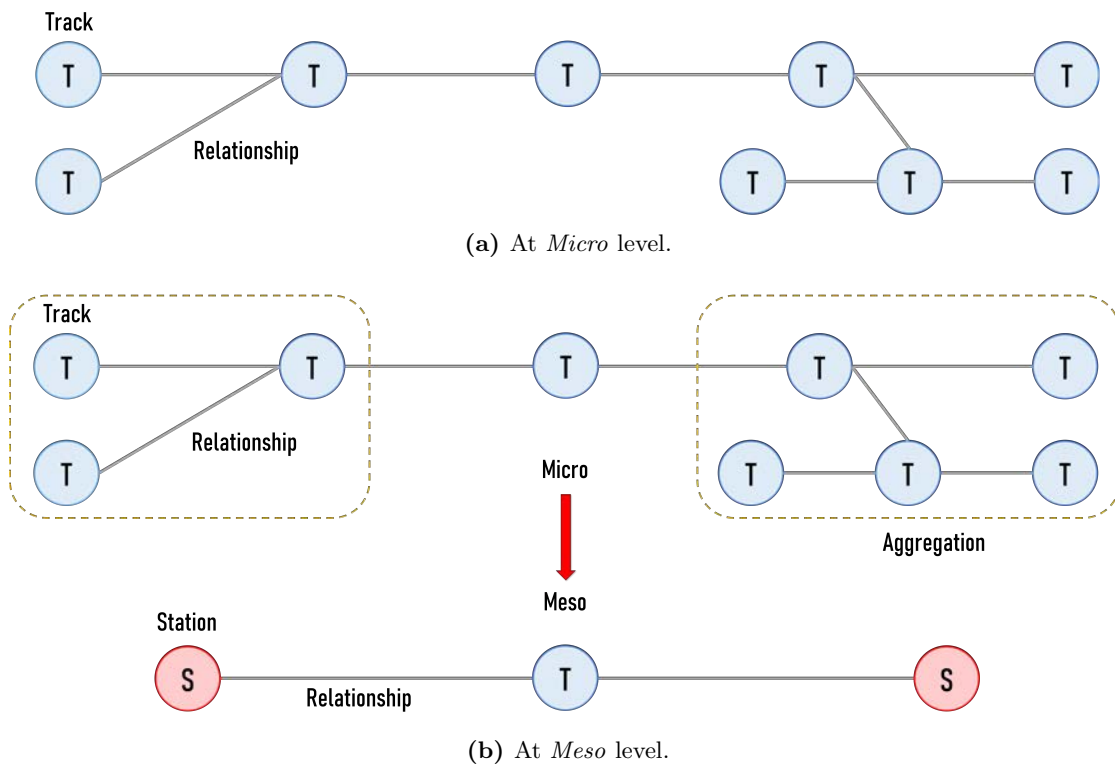 Track
T T T T T
Relationship
T T T T
(a) At Micro level.
Track
T T T T T
Relationship
T T T T
Micro
Aggregation
Meso
Station
S T S
Relationship
(b) At Meso level.